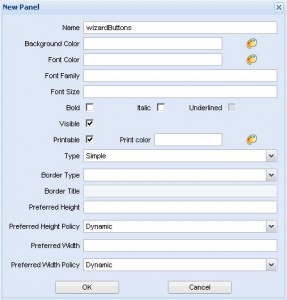 New Panel
Name wizardButtons
Background Color
Font Color
Font Family
Font Size
Bold Italic Underlined
Visible
Printable Print color
Type Simple
Border Type
Border Title
Preferred Height
Preferred Height Policy Dynamic
Preferred Width
Preferred Width Policy Dynamic
OK Cancel